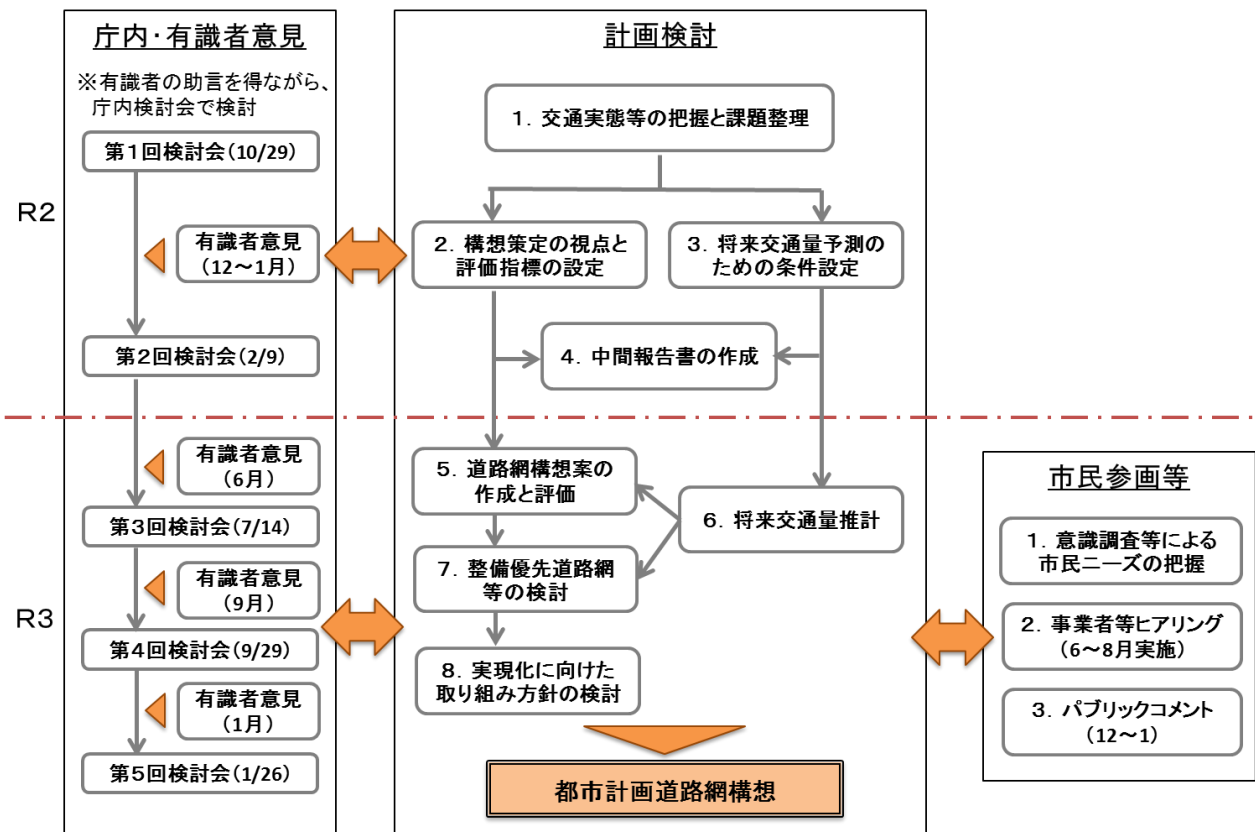 庁内・有識者意見
※有識者の助言を得ながら、
庁内検討会で検討
R2
第1回検討会(10/29)
有識者意見
(12～1月)
第2回検討会(2/9)
R3
有識者意見
(6月)
第3回検討会(7/14)
有識者意見
(9月)
第4回検討会(9/29)
有識者意見
(1月)
第5回検討会(1/26)
計画検討
1．交通実態等の把握と課題整理
2．構想策定の視点と
評価指標の設定
3．将来交通量予測の
ための条件設定
4．中間報告書の作成
5．道路網構想案の
作成と評価
6．将来交通量推計
7．整備優先道路網
等の検討
8．実現化に向けた
取り組み方針の検討
都市計画道路網構想
市民参画等
1．意識調査等による
市民ニーズの把握
2．事業者等ヒアリング
(6～8月実施)
3．パブリックコメント
(12～1)